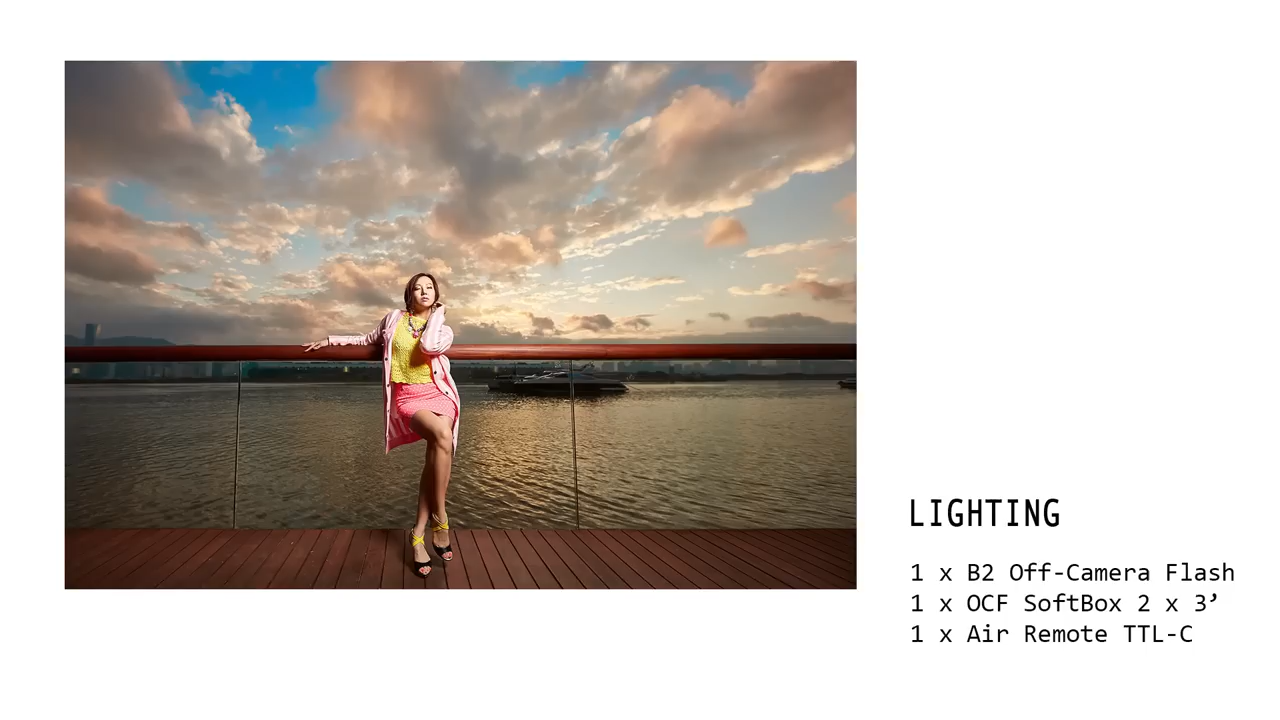 LIGHTING
1 x B2 Off-Camera Flash
1 x OCF SoftBox 2 x 3’
1 x Air Remote TTL-C